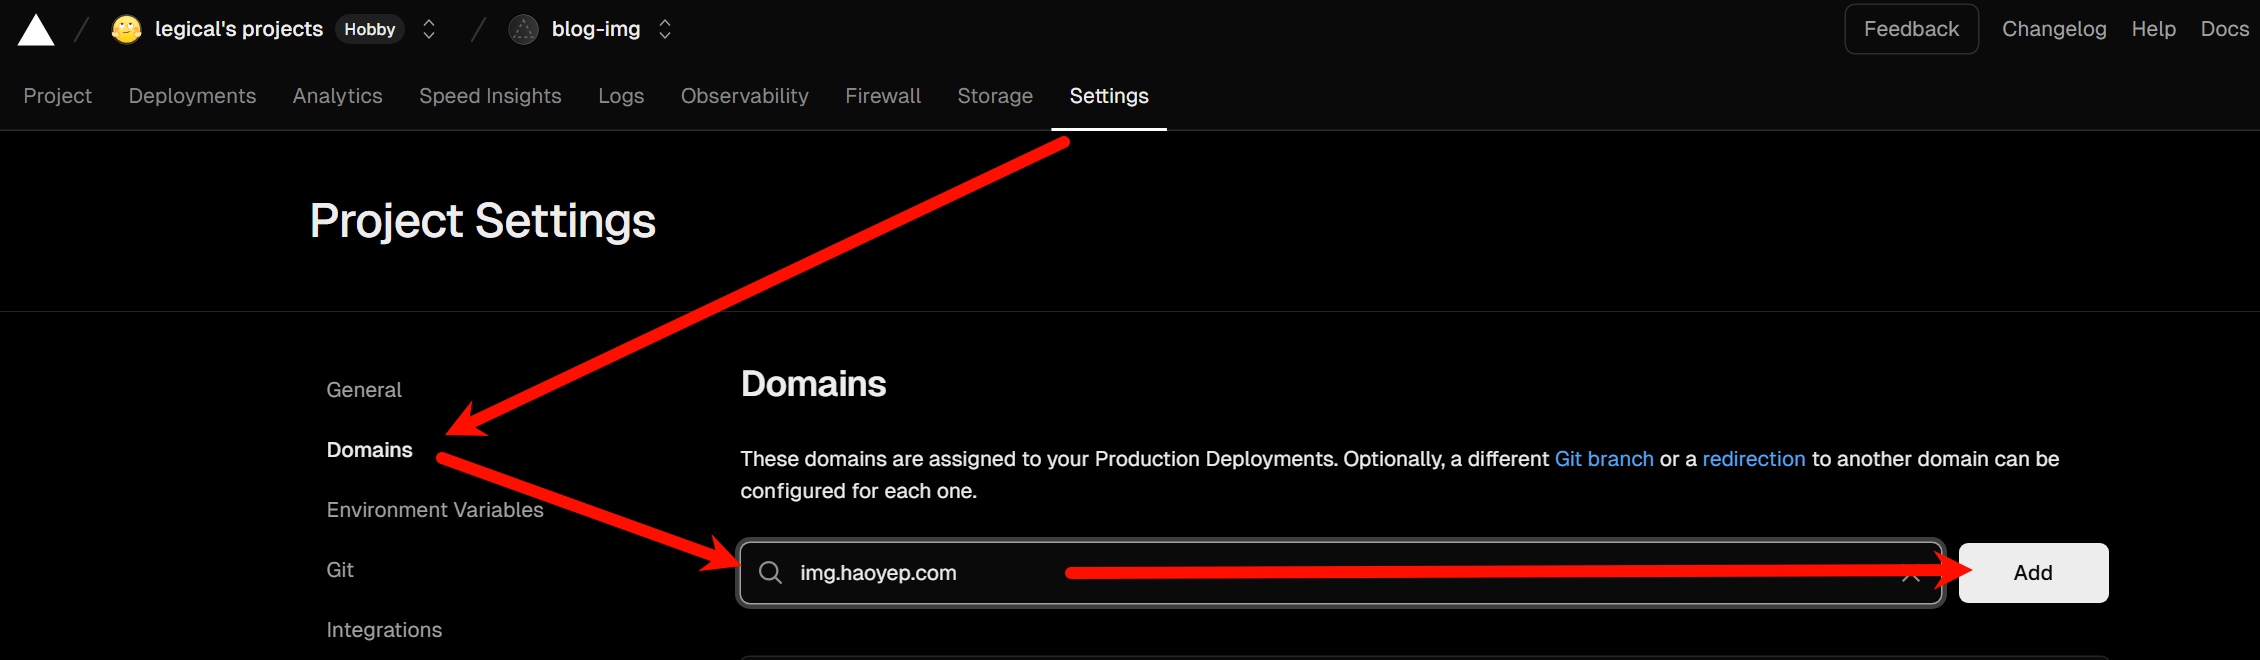 legical's projects Hobby blog-img Feedback Changelog Help Docs
Project Deployments Analytics Speed Insights Logs Observability Firewall Storage Settings
Project Settings
General
Domains
Environment Variables
Git
Integrations
Domains
These domains are assigned to your Production Deployments. Optionally, a different Git branch or a redirection to another domain can be
configured for each one.
img.haoyep.com Add